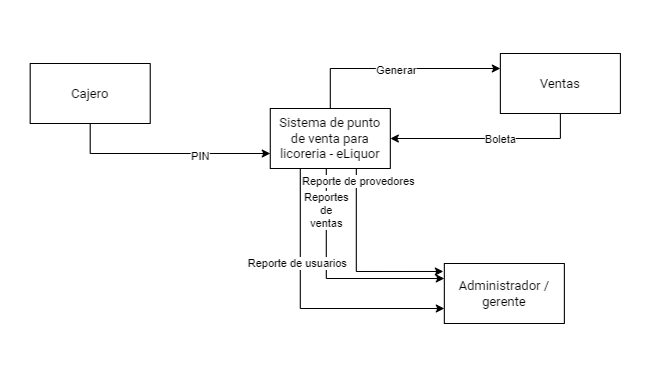 Cajero
Generar
Ventas
Sistema de punto
de venta para
licoreria - eLiquor
Boleta
PIN
Reporte de provedores
Reportes
de
ventas
Reporte de usuarios
Administrador /
gerente